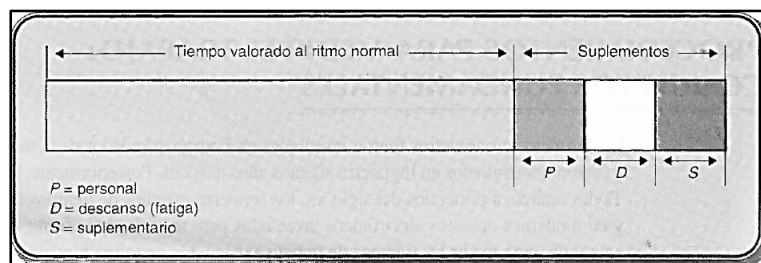 Tiempo valorado al ritmo normal Suplementos
P D S
P = personal
D = descanso (fatiga)
S = suplementario